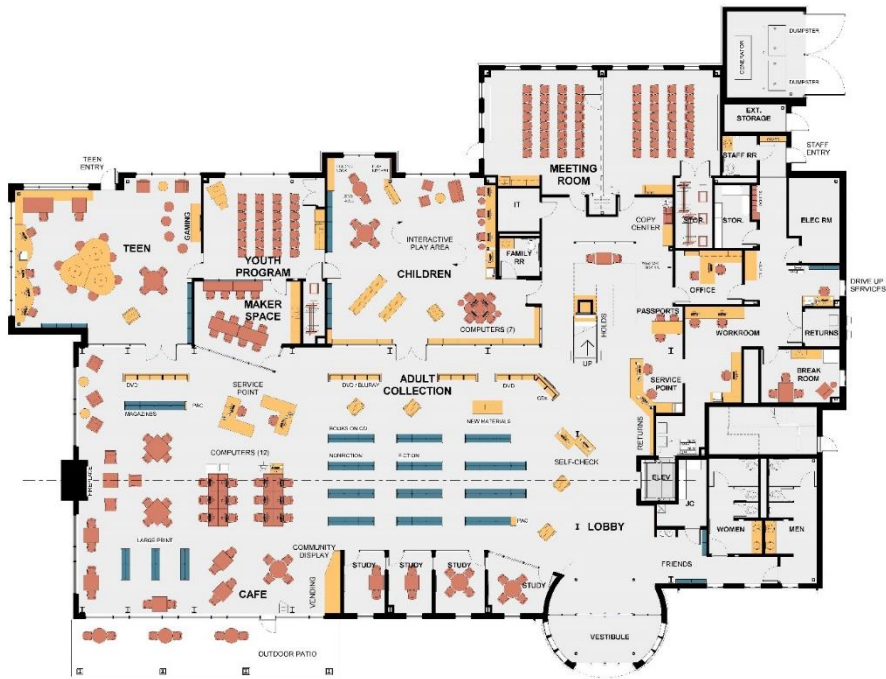 DUMPSTER
GENERATOR
DUMPSTER
EXT.
STORAGE
STAFF RR
STAFF
ENTRY
MEETING
ROOM
TEEN
ENTRY
IT
COPY
CENTER
STOR.
STOR.
ELEC RM
GAMING
TEEN
YOUTH
PROGRAM
INTERACTIVE
PLAY AREA
CHILDREN
FAMILY
RR
OFFICE
DRIVE UP
SERVICES
MAKER
SPACE
COMPUTERS (7)
HOLDS
UP
PASSPORTS
WORKROOM
RETURNS
BREAK
ROOM
SERVICE
POINT
DVD
SERVICE
POINT
DVD / BLURAY
ADULT
COLLECTION
DVD
CDs
MAGAZINES
PAC
NEW MATERIALS
RETURNS
BOOKS ON CD
COMPUTERS (12)
NONFICTION
FICTION
SELF-CHECK
FIREPLACE
ELEV
JC
WOMEN
MEN
LOBBY
PAC
LARGE PRINT
COMMUNITY
DISPLAY
STUDY
STUDY
STUDY
STUDY
FRIENDS
CAFE
VENDING
VESTIBULE
OUTDOOR PATIO